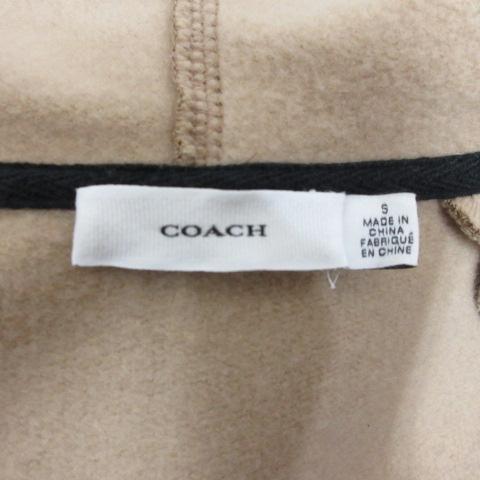 COACH
S
MADE IN
CHINA
FABRIQUÉ
EN CHINE